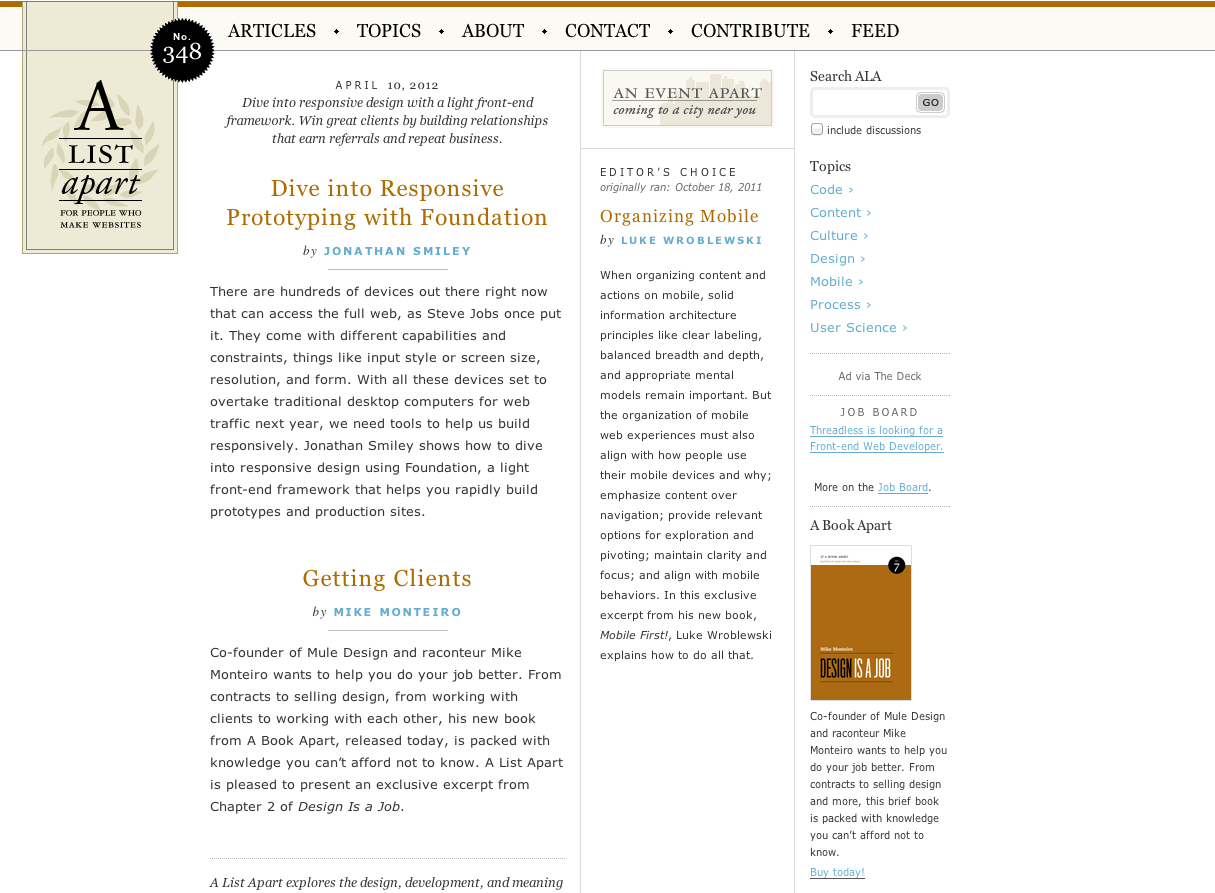 ARTICLES • TOPICS • ABOUT • CONTACT • CONTRIBUTE • FEED
No.
348
A
LIST
apart
FOR PEOPLE WHO
MAKE WEBSITES
APRIL 10, 2012
Dive into responsive design with a light front-end
framework. Win great clients by building relationships
that earn referrals and repeat business.
Dive into Responsive
Prototyping with Foundation
by JONATHAN SMILEY
There are hundreds of devices out there right now
that can access the full web, as Steve Jobs once put
it. They come with different capabilities and
constraints, things like input style or screen size,
resolution, and form. With all these devices set to
overtake traditional desktop computers for web
traffic next year, we need tools to help us build
responsively. Jonathan Smiley shows how to dive
into responsive design using Foundation, a light
front-end framework that helps you rapidly build
prototypes and production sites.
Getting Clients
by MIKE MONTEIRO
Co-founder of Mule Design and raconteur Mike
Monteiro wants to help you do your job better. From
contracts to selling design, from working with
clients to working with each other, his new book
from A Book Apart, released today, is packed with
knowledge you can’t afford not to know. A List Apart
is pleased to present an exclusive excerpt from
Chapter 2 of Design Is a Job.
A List Apart explores the design, development, and meaning
AN EVENT APART
coming to a city near you
EDITOR’S CHOICE
originally ran: October 18, 2011
Organizing Mobile
by LUKE WROBLEWSKI
When organizing content and
actions on mobile, solid
information architecture
principles like clear labeling,
balanced breadth and depth,
and appropriate mental
models remain important. But
the organization of mobile
web experiences must also
align with how people use
their mobile devices and why;
emphasize content over
navigation; provide relevant
options for exploration and
pivoting; maintain clarity and
focus; and align with mobile
behaviors. In this exclusive
excerpt from his new book,
Mobile First!, Luke Wroblewski
explains how to do all that.
Search ALA
GO
include discussions
Topics
Code ›
Content ›
Culture ›
Design ›
Mobile ›
Process ›
User Science ›
Ad via The Deck
JOB BOARD
Threadless is looking for a
Front-end Web Developer.
More on the Job Board.
A Book Apart
A BOOK APART
7
Mike Monteiro
DESIGN IS A JOB
Co-founder of Mule Design
and raconteur Mike
Monteiro wants to help you
do your job better. From
contracts to selling design
and more, this brief book
is packed with knowledge
you can’t afford not to
know.
Buy today!